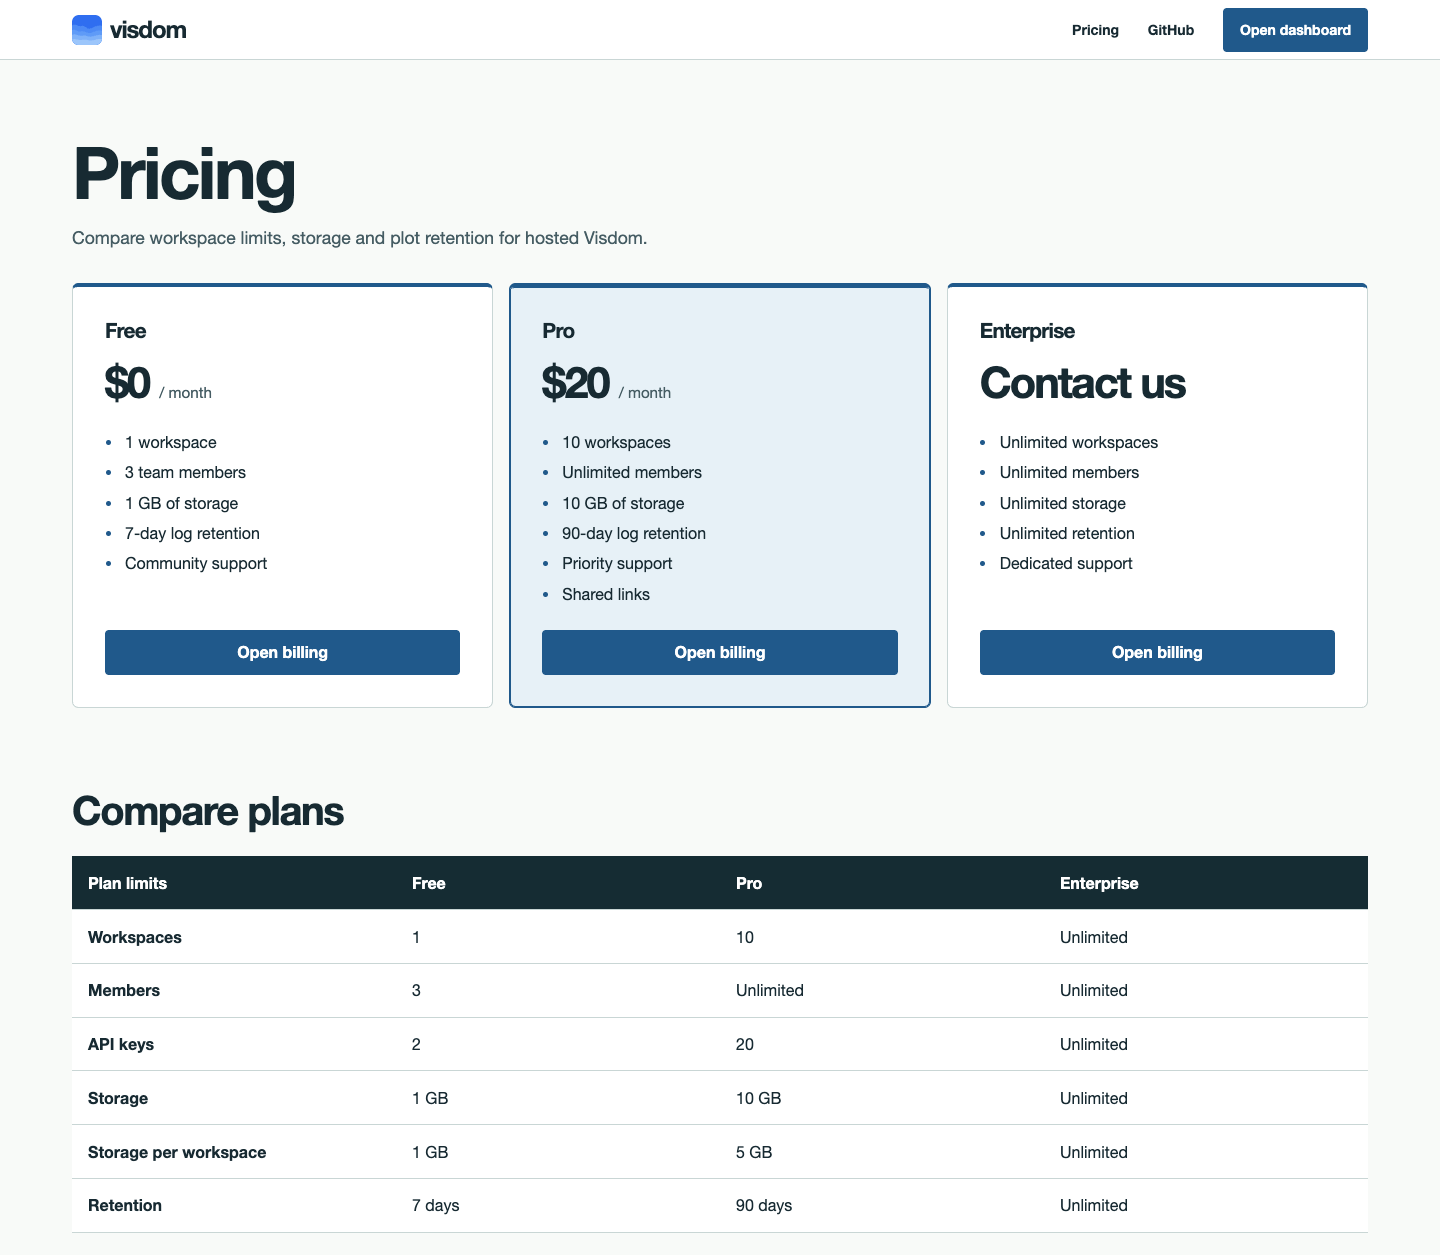 visdom
Pricing GitHub Open dashboard
Pricing
Compare workspace limits, storage and plot retention for hosted Visdom.
Free
$0 / month
• 1 workspace
• 3 team members
• 1 GB of storage
• 7-day log retention
• Community support
Open billing
Pro
$20 / month
• 10 workspaces
• Unlimited members
• 10 GB of storage
• 90-day log retention
• Priority support
• Shared links
Open billing
Enterprise
Contact us
• Unlimited workspaces
• Unlimited members
• Unlimited storage
• Unlimited retention
• Dedicated support
Open billing
Compare plans
Plan limits Free Pro Enterprise
Workspaces 1 10 Unlimited
Members 3 Unlimited Unlimited
API keys 2 20 Unlimited
Storage 1 GB 10 GB Unlimited
Storage per workspace 1 GB 5 GB Unlimited
Retention 7 days 90 days Unlimited